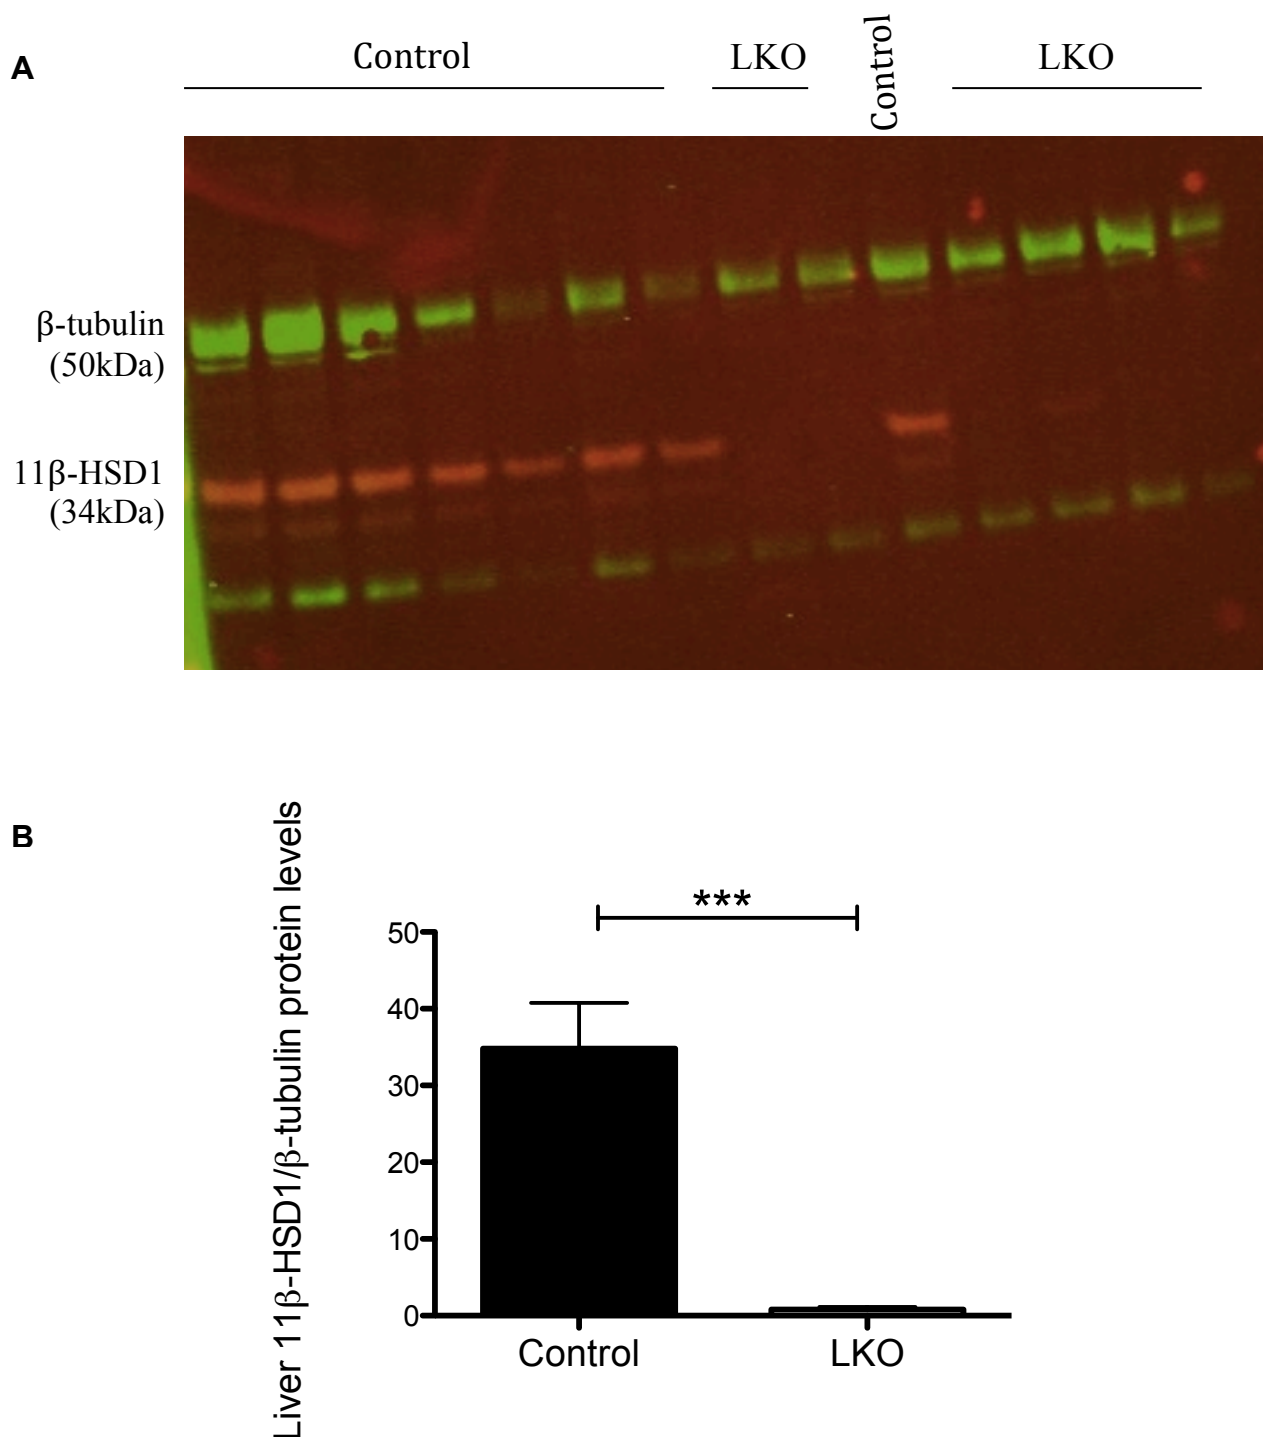 A
Control
LKO
Control
LKO
β-tubulin
(50kDa)
11β-HSD1
(34kDa)
B
Liver 11β-HSD1/β-tubulin protein levels
***
50
40
30
20
10
0
Control
LKO